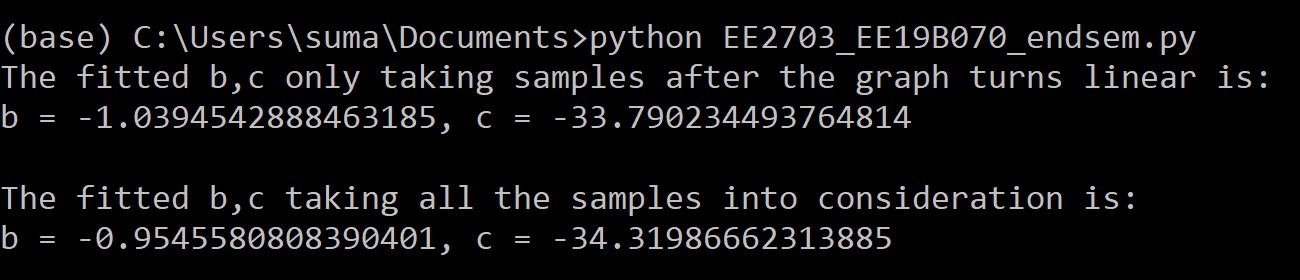 (base) C:\Users\suma\Documents>python EE2703_EE19B070_endsem.py
The fitted b,c only taking samples after the graph turns linear is:
b = -1.0394542888463185, c = -33.790234493764814
The fitted b,c taking all the samples into consideration is:
b = -0.9545580808390401, c = -34.31986662313885